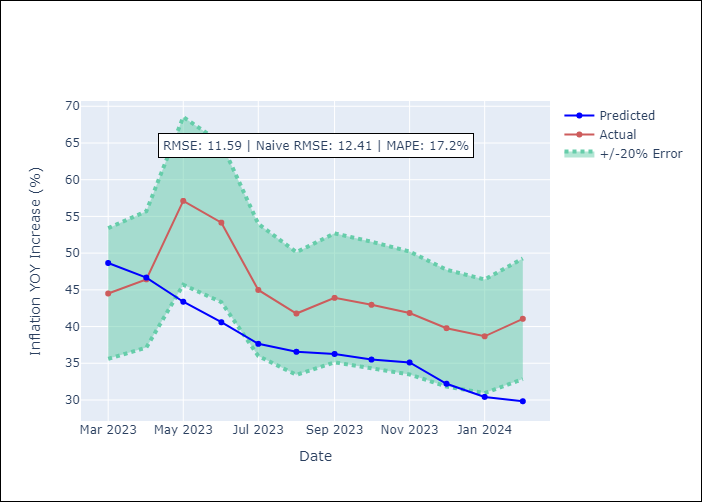 RMSE: 11.59 | Naive RMSE: 12.41 | MAPE: 17.2%
Predicted
Actual
+/-20% Error
Inflation YOY Increase (%)
70
65
60
55
50
45
40
35
30
Mar 2023 May 2023 Jul 2023 Sep 2023 Nov 2023 Jan 2024
Date